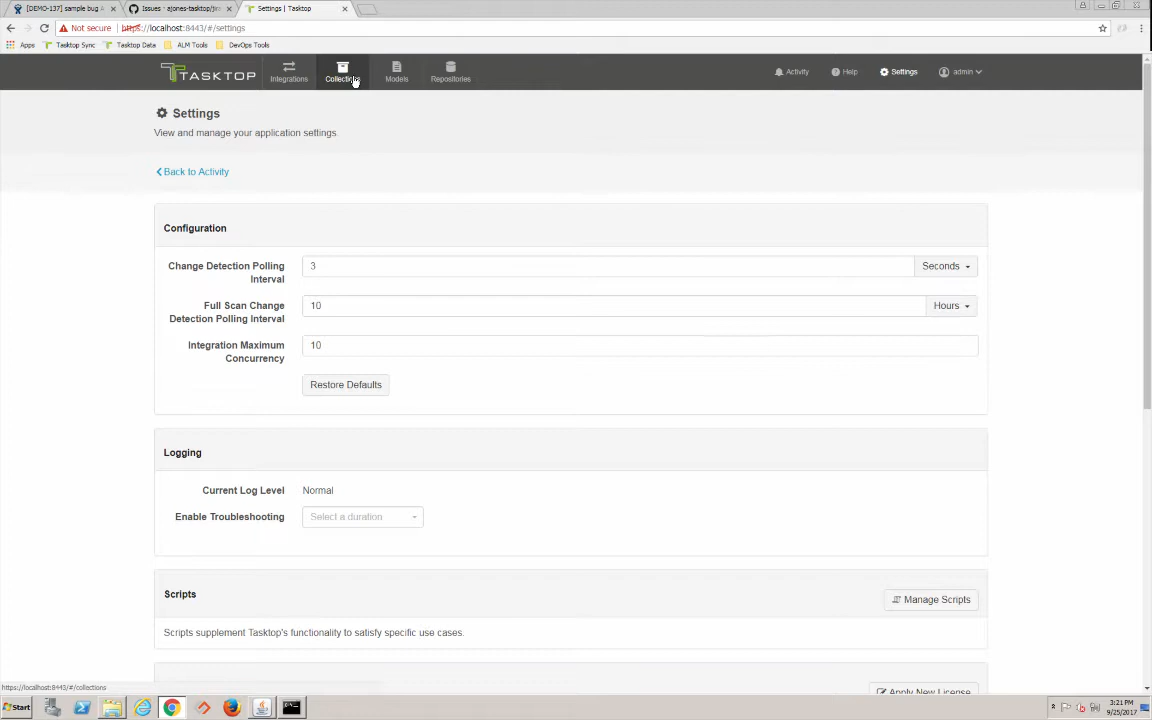 [DEMO-137] sample bug A
Issues - ajones-tasktop/jim
Settings | Tasktop
Not secure
https://localhost:8443/#/settings
Apps
Tasktop Sync
Tasktop Data
ALM Tools
DevOps Tools
TASKTOP
Integrations
Collections
Models
Repositories
Activity
Help
Settings
admin
Settings
View and manage your application settings.
Back to Activity
Configuration
Change Detection Polling
Interval
3
Seconds
Full Scan Change
Detection Polling Interval
10
Hours
Integration Maximum
Concurrency
10
Restore Defaults
Logging
Current Log Level
Normal
Enable Troubleshooting
Select a duration
Scripts
Manage Scripts
Scripts supplement Tasktop's functionality to satisfy specific use cases.
Apply New License
https://localhost:8443/#/collections
Start
3:21 PM
9/25/2017